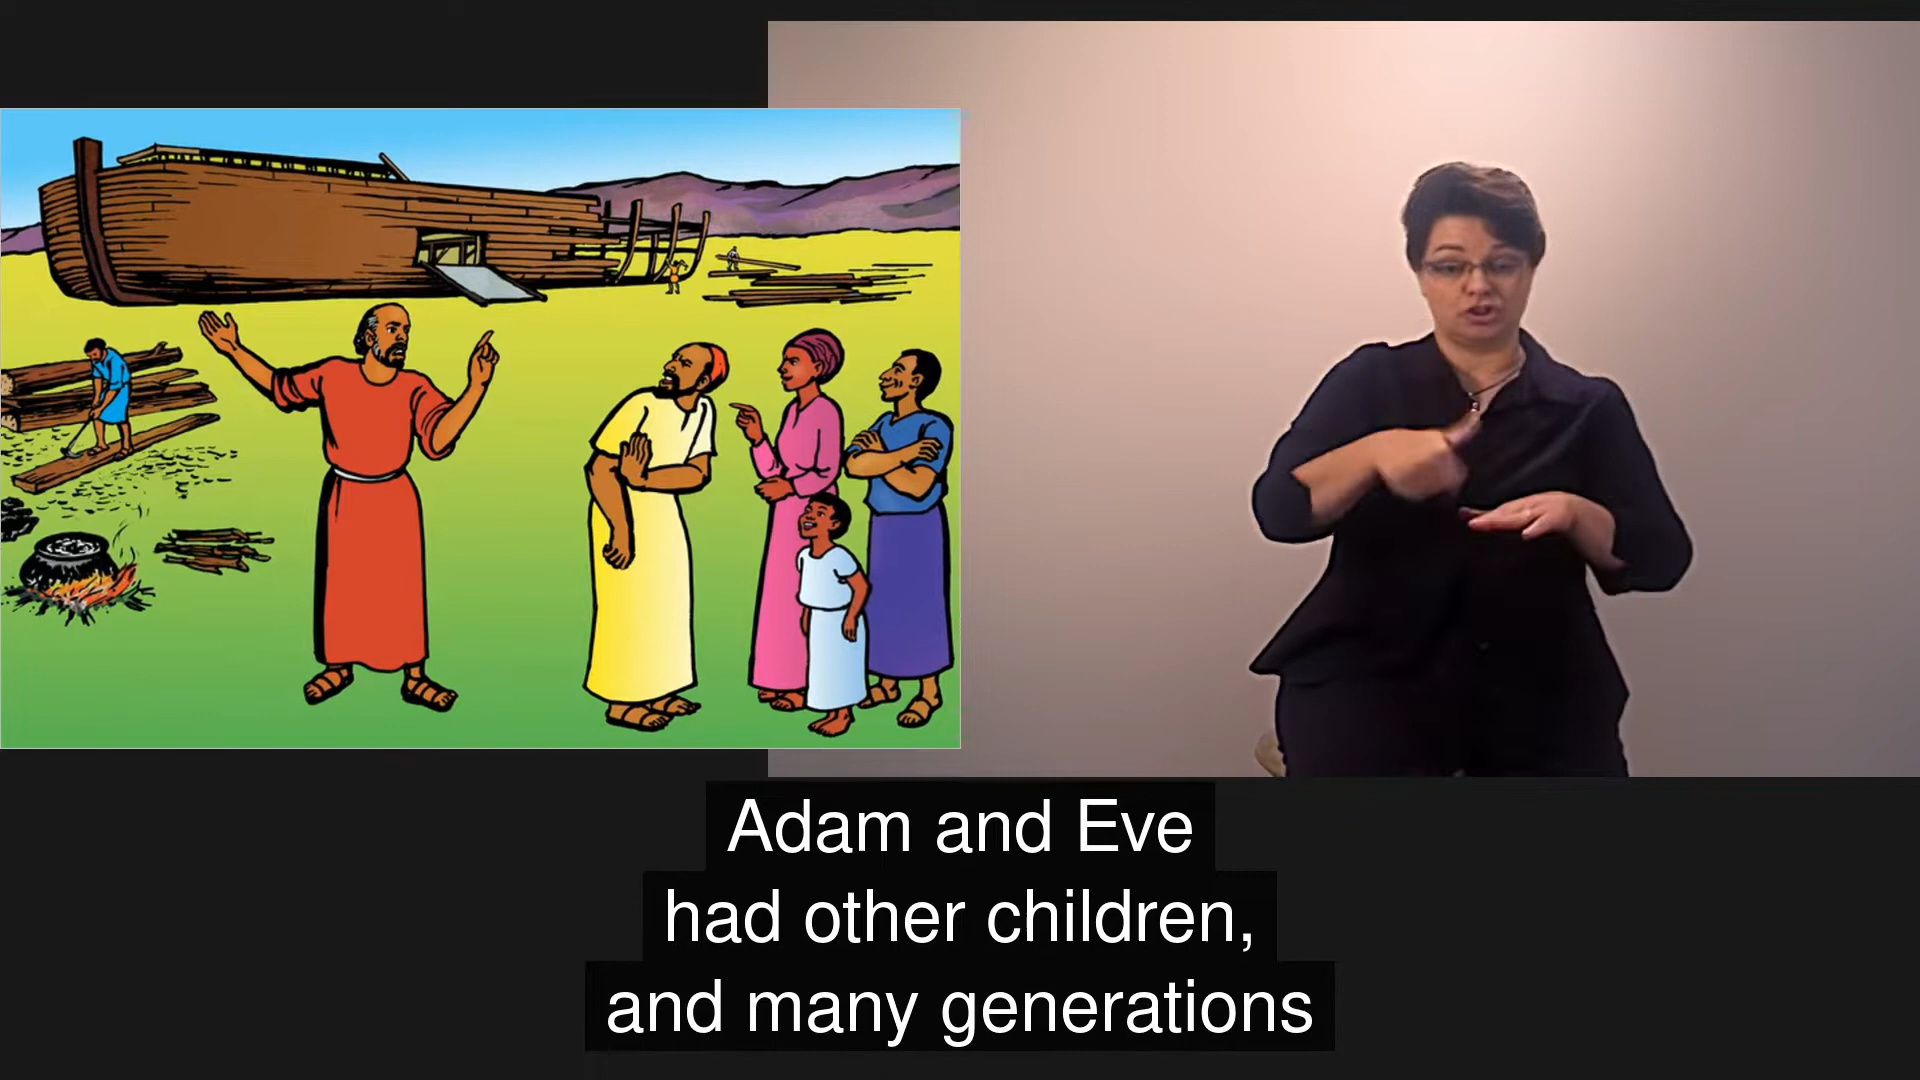 Adam and Eve
had other children,
and many generations